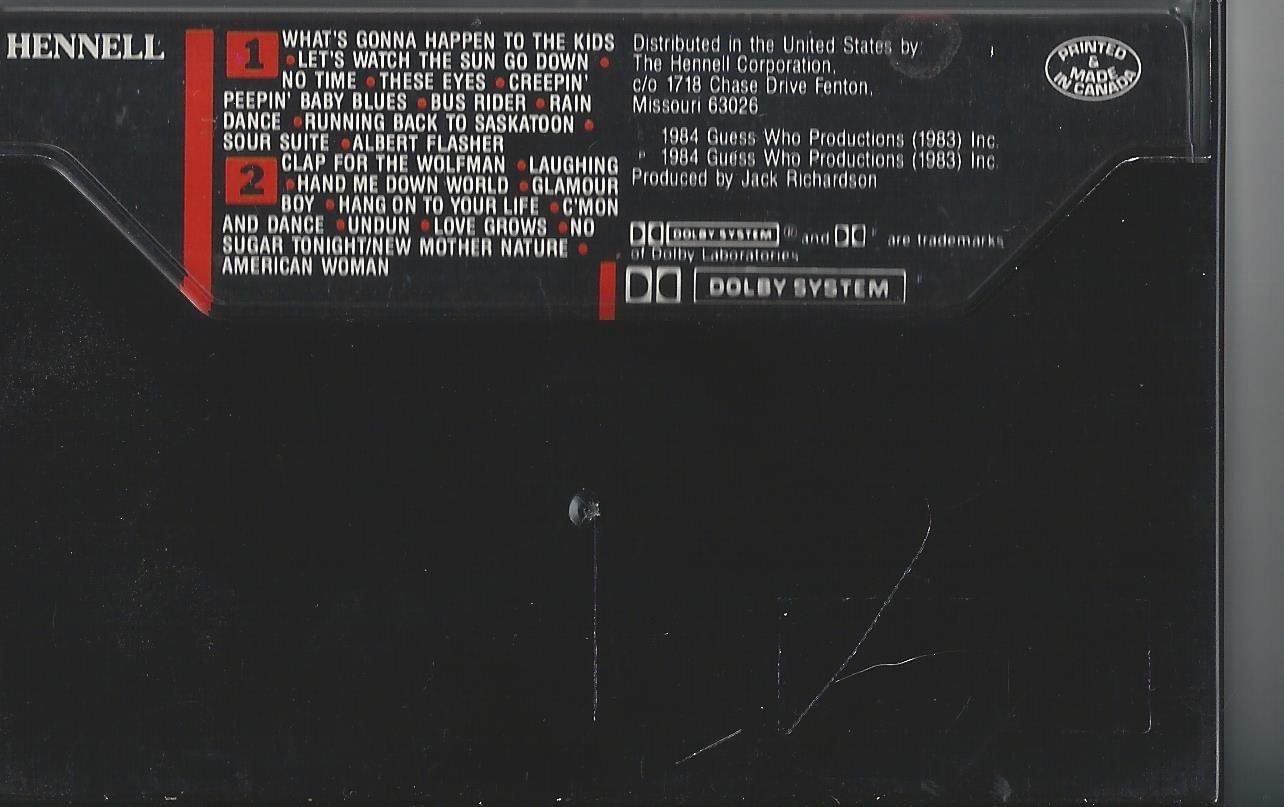 HENNELL
1 WHAT'S GONNA HAPPEN TO THE KIDS
•LET'S WATCH THE SUN GO DOWN •
NO TIME •THESE EYES •CREEPIN'
PEEPIN' BABY BLUES •BUS RIDER •RAIN
DANCE •RUNNING BACK TO SASKATOON •
SOUR SUITE •ALBERT FLASHER
2 CLAP FOR THE WOLFMAN •LAUGHING
•HAND ME DOWN WORLD •GLAMOUR
BOY •HANG ON TO YOUR LIFE •C'MON
AND DANCE •UNDUN •LOVE GROWS •NO
SUGAR TONIGHT/NEW MOTHER NATURE •
AMERICAN WOMAN
Distributed in the United States by:
The Hennell Corporation,
c/o 1718 Chase Drive Fenton,
Missouri 63026
1984 Guess Who Productions (1983) Inc.
1984 Guess Who Productions (1983) Inc.
Produced by Jack Richardson
DOLBY SYSTEM and are trademarks
of Dolby Laboratories
DOLBY SYSTEM
PRINTED
&
MADE
IN CANADA